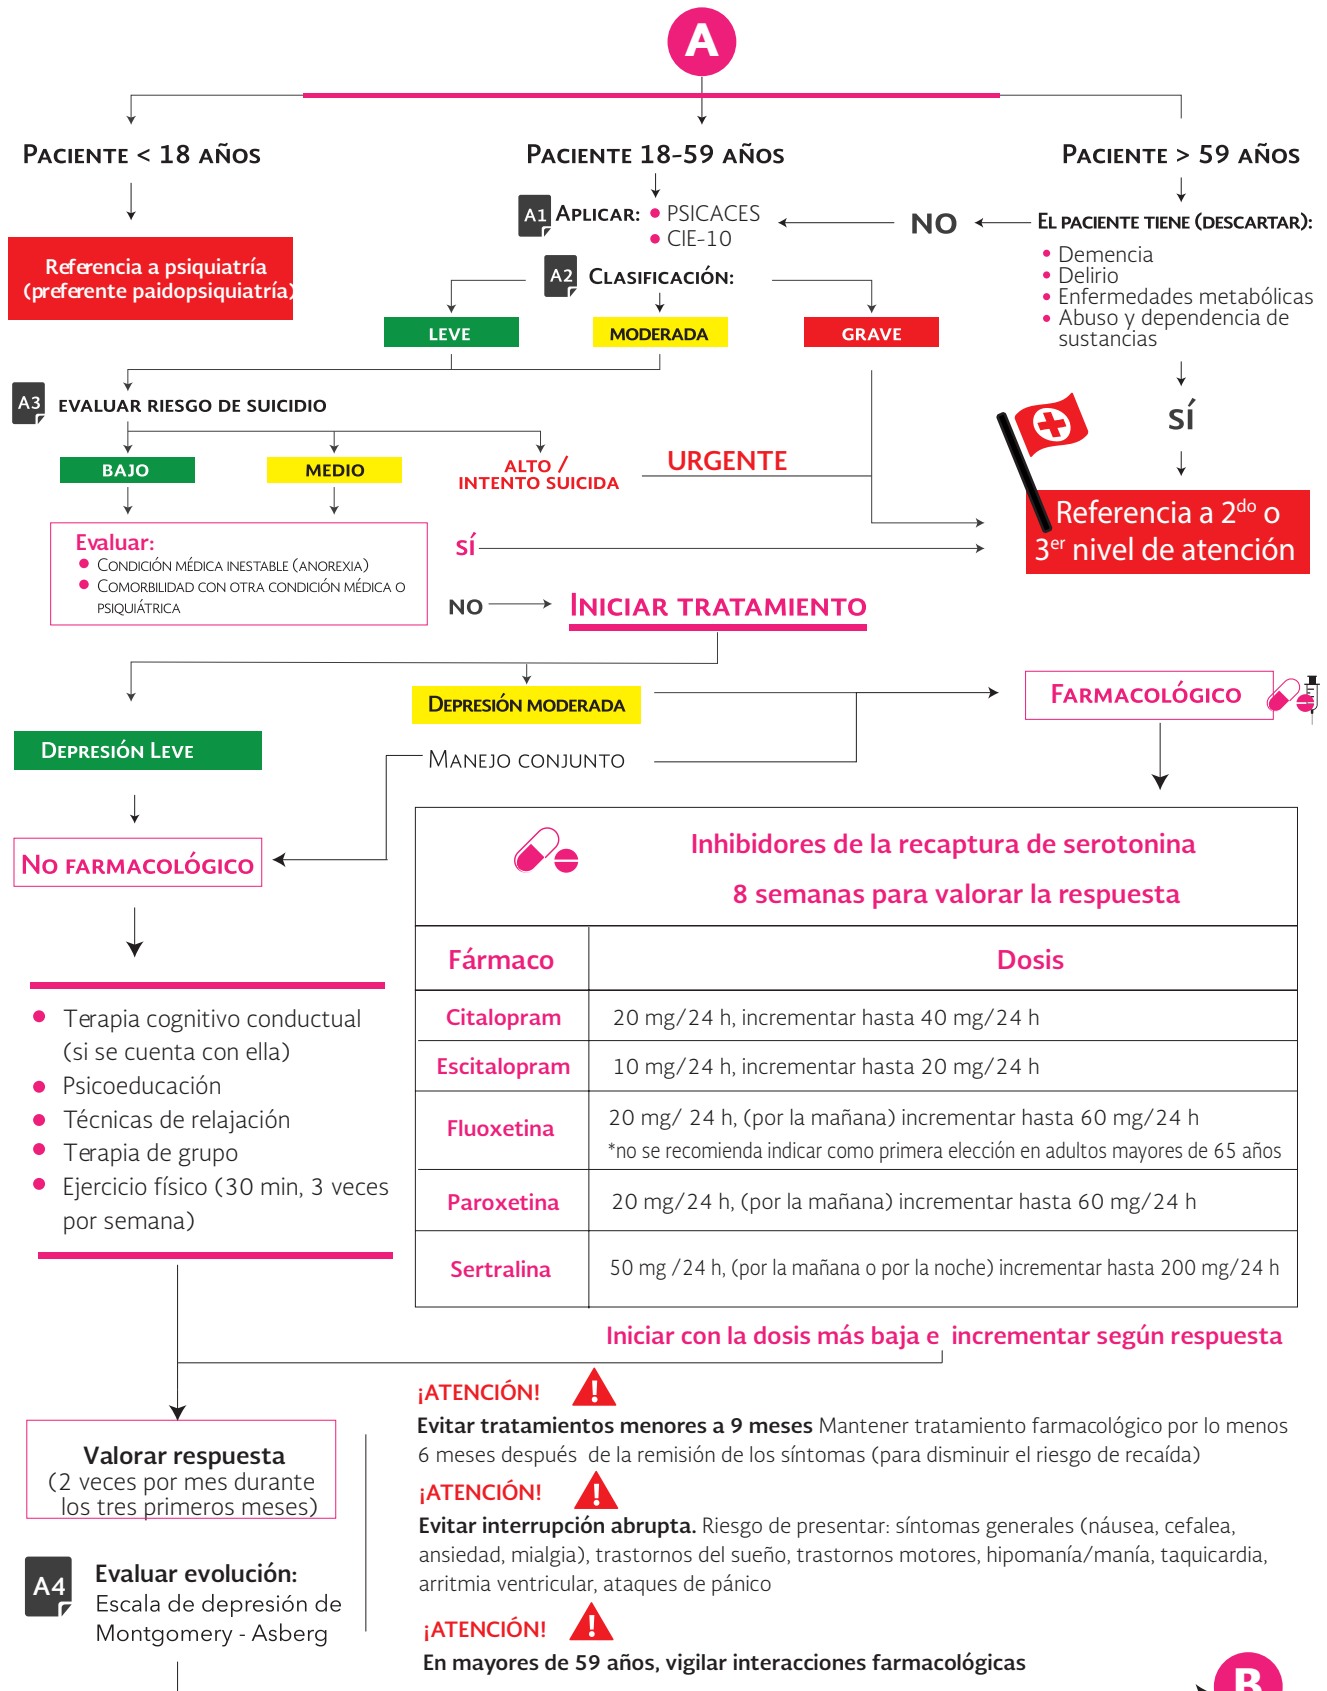 A
Paciente < 18 años
Paciente 18-59 años
Paciente > 59 años
A1 Aplicar: • PSICACES
• CIE-10
NO
El paciente tiene (descartar):
• Demencia
• Delirio
• Enfermedades metabólicas
• Abuso y dependencia de
sustancias
Referencia a psiquiatría
(preferente paidopsiquiatría)
A2 Clasificación:
LEVE
MODERADA
GRAVE
A3 EVALUAR RIESGO DE SUICIDIO
SÍ
BAJO
MEDIO
ALTO /
INTENTO SUICIDA
URGENTE
Referencia a 2do o
3er nivel de atención
Evaluar:
• Condición médica inestable (anorexia)
• Comorbilidad con otra condición médica o
psiquiátrica
SÍ
NO
Iniciar tratamiento
Depresión moderada
Farmacológico
Depresión Leve
Manejo conjunto
No farmacológico
Inhibidores de la recaptura de serotonina
8 semanas para valorar la respuesta
Fármaco Dosis
Citalopram 20 mg/24 h, incrementar hasta 40 mg/24 h
Escitalopram 10 mg/24 h, incrementar hasta 20 mg/24 h
Fluoxetina 20 mg/ 24 h, (por la mañana) incrementar hasta 60 mg/24 h
*no se recomienda indicar como primera elección en adultos mayores de 65 años
Paroxetina 20 mg/24 h, (por la mañana) incrementar hasta 60 mg/24 h
Sertralina 50 mg /24 h, (por la mañana o por la noche) incrementar hasta 200 mg/24 h
Iniciar con la dosis más baja e incrementar según respuesta
• Terapia cognitivo conductual
(si se cuenta con ella)
• Psicoeducación
• Técnicas de relajación
• Terapia de grupo
• Ejercicio físico (30 min, 3 veces
por semana)
Valorar respuesta
(2 veces por mes durante
los tres primeros meses)
A4 Evaluar evolución:
Escala de depresión de
Montgomery - Asberg
¡ATENCIÓN!
Evitar tratamientos menores a 9 meses Mantener tratamiento farmacológico por lo menos
6 meses después de la remisión de los síntomas (para disminuir el riesgo de recaída)
¡ATENCIÓN!
Evitar interrupción abrupta. Riesgo de presentar: síntomas generales (náusea, cefalea,
ansiedad, mialgia), trastornos del sueño, trastornos motores, hipomanía/manía, taquicardia,
arritmia ventricular, ataques de pánico
¡ATENCIÓN!
En mayores de 59 años, vigilar interacciones farmacológicas
B